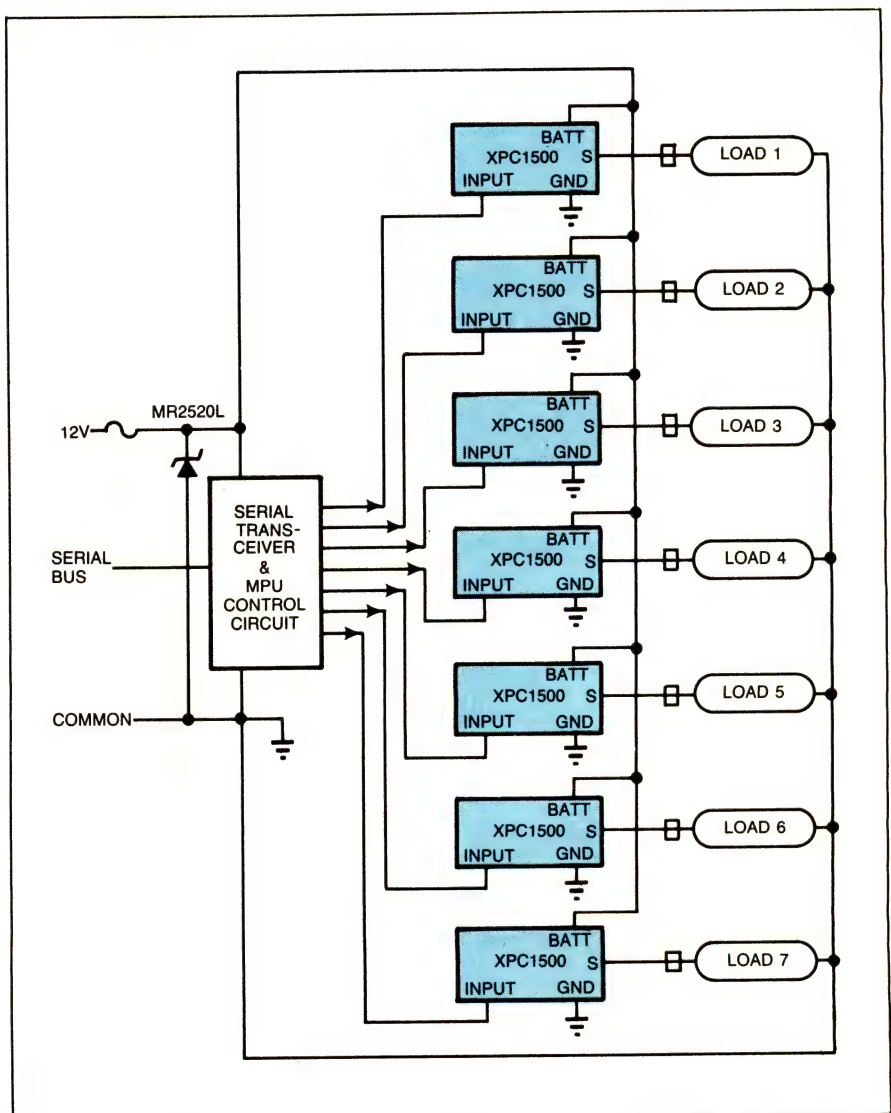 BATT
XPC1500 S
INPUT GND
LOAD 1
BATT
XPC1500 S
INPUT GND
LOAD 2
BATT
XPC1500 S
INPUT GND
LOAD 3
12V
MR2520L
SERIAL
BUS
COMMON
SERIAL
TRANS-
CEIVER
&
MPU
CONTROL
CIRCUIT
BATT
XPC1500 S
INPUT GND
LOAD 4
BATT
XPC1500 S
INPUT GND
LOAD 5
BATT
XPC1500 S
INPUT GND
LOAD 6
BATT
XPC1500 S
INPUT GND
LOAD 7